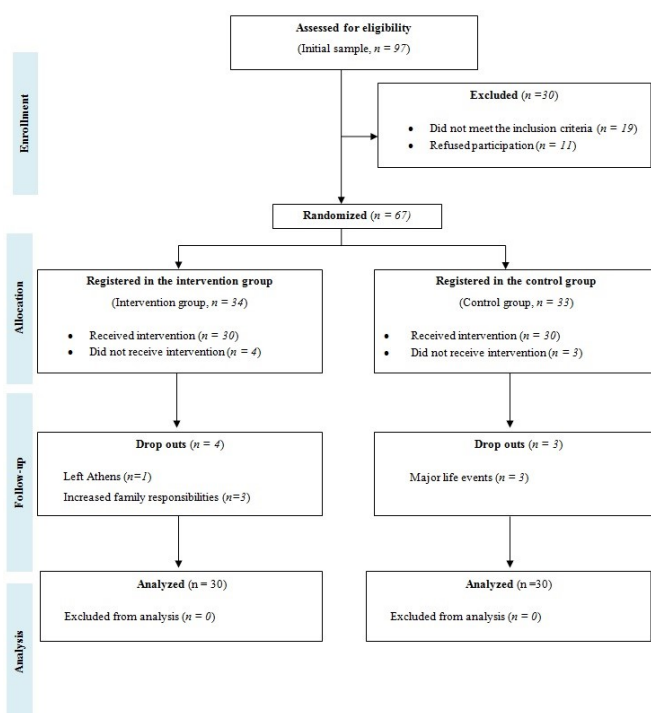 Assessed for eligibility
(Initial sample, n = 97)
Enrollment
Excluded (n =30)
• Did not meet the inclusion criteria (n = 19)
• Refused participation (n = 11)
Randomized (n = 67)
Allocation
Registered in the intervention group
(Intervention group, n = 34)
• Received intervention (n = 30)
• Did not receive intervention (n = 4)
Registered in the control group
(Control group, n = 33)
• Received intervention (n = 30)
• Did not receive intervention (n = 3)
Follow-up
Drop outs (n = 4)
Left Athens (n=1)
Increased family responsibilities (n=3)
Drop outs (n = 3)
Major life events (n = 3)
Analysis
Analyzed (n = 30)
Excluded from analysis (n = 0)
Analyzed (n =30)
Excluded from analysis (n = 0)